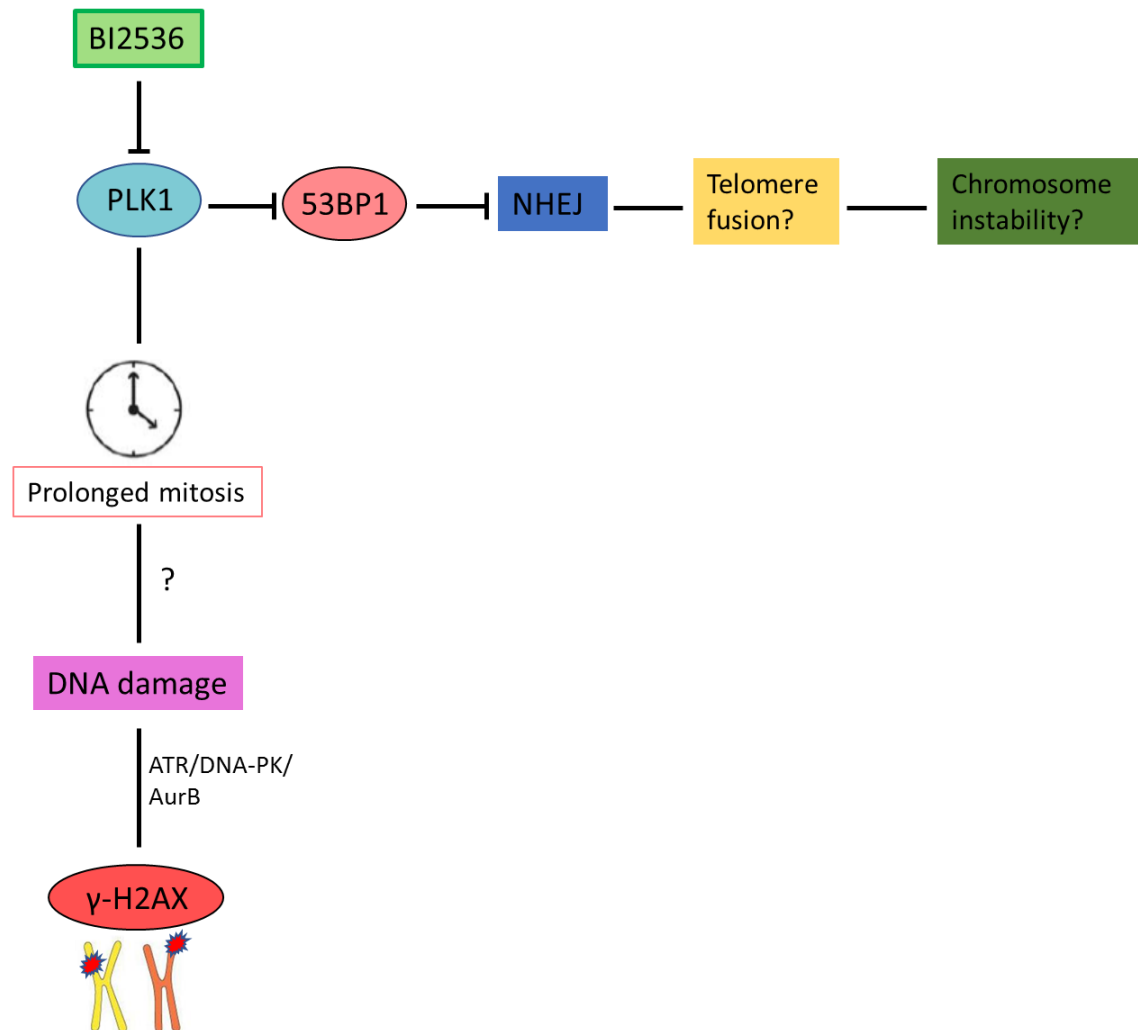 BI2536
PLK1
53BP1
NHEJ
Telomere
fusion?
Chromosome
instability?
Prolonged mitosis
?
DNA damage
ATR/DNA-PK/
AurB
γ-H2AX